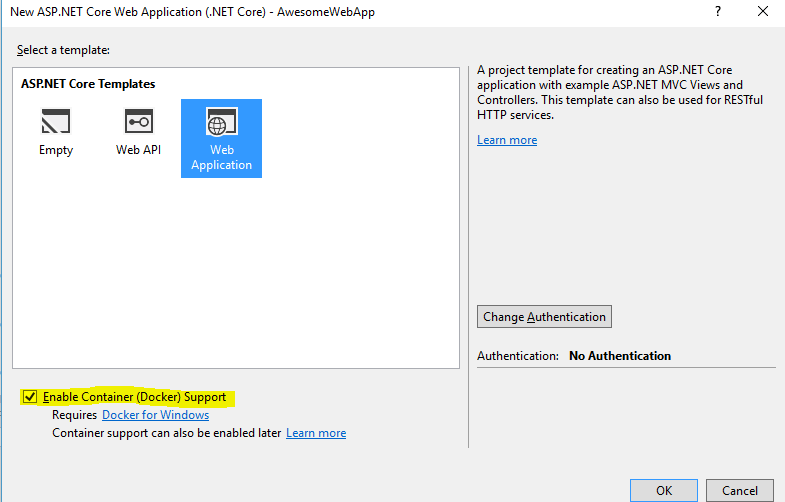 New ASP.NET Core Web Application (.NET Core) - AwesomeWebApp
?
Select a template:
ASP.NET Core Templates
Empty
Web API
Web
Application
A project template for creating an ASP.NET Core
application with example ASP.NET MVC Views and
Controllers. This template can also be used for RESTful
HTTP services.
Learn more
Change Authentication
Authentication: No Authentication
Enable Container (Docker) Support
Requires Docker for Windows
Container support can also be enabled later Learn more
OK
Cancel